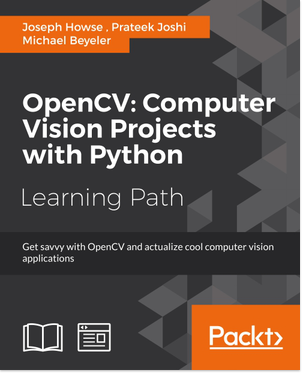 Joseph Howse , Prateek Joshi
Michael Beyeler
OpenCV: Computer
Vision Projects
with Python
Learning Path
Get savvy with OpenCV and actualize cool computer vision
applications
Packt>